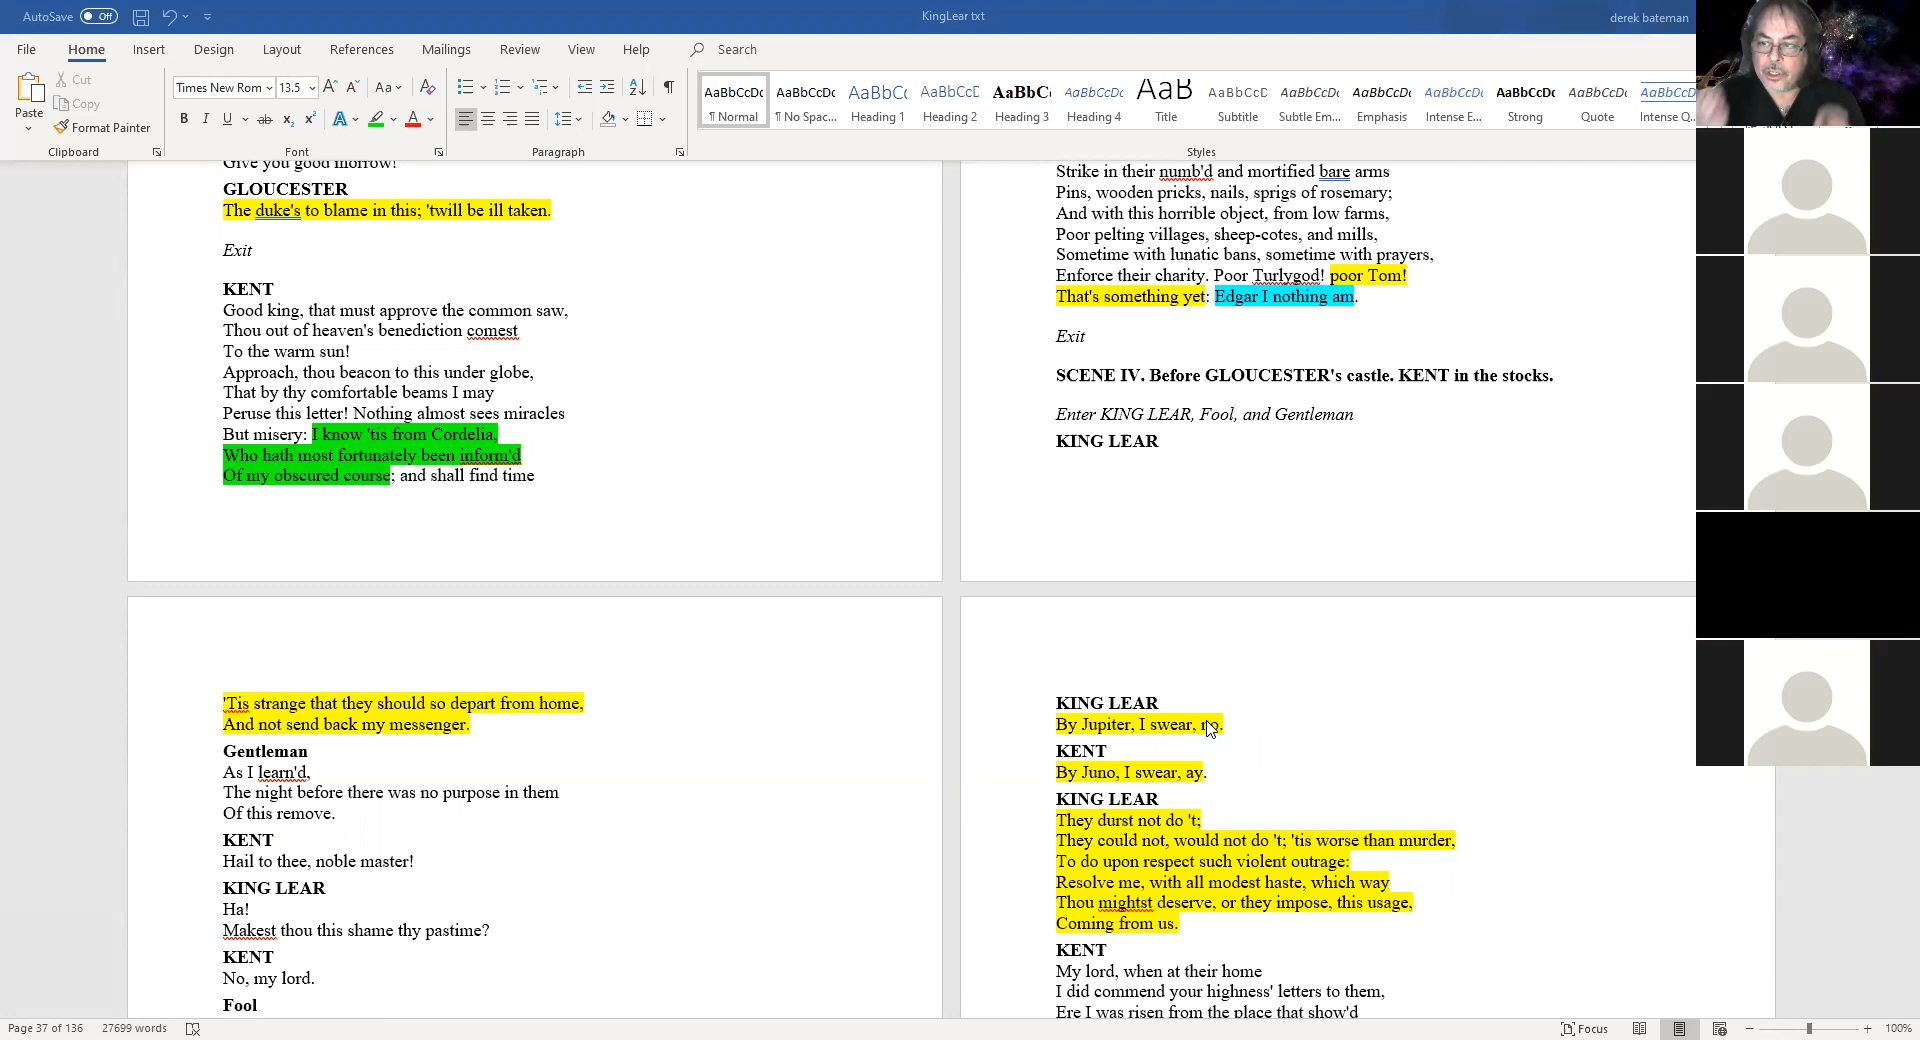 AutoSave Off
KingLear txt
derek bateman
File Home Insert Design Layout References Mailings Review View Help Search
Paste
Cut
Copy
Format Painter
Clipboard
Times New Rom 13.5
Font
Paragraph
AaBbCcDc AaBbCcDc AaBbC AaBbCcD AaBbC AaBbCcDc AaB AaBbCcD AaBbCcDc AaBbCcDc AaBbCcDc AaBbCcDc AaBbCcDc AaBbCcDc
¶ Normal ¶ No Spac... Heading 1 Heading 2 Heading 3 Heading 4 Title Subtitle Subtle Em... Emphasis Intense E... Strong Quote Intense Q...
Styles
Give you good morrow!
GLOUCESTER
The duke's to blame in this; 'twill be ill taken.
Exit
KENT
Good king, that must approve the common saw,
Thou out of heaven's benediction comest
To the warm sun!
Approach, thou beacon to this under globe,
That by thy comfortable beams I may
Peruse this letter! Nothing almost sees miracles
But misery: I know 'tis from Cordelia,
Who hath most fortunately been inform'd
Of my obscured course; and shall find time
Strike in their numb'd and mortified bare arms
Pins, wooden pricks, nails, sprigs of rosemary;
And with this horrible object, from low farms,
Poor pelting villages, sheep-cotes, and mills,
Sometime with lunatic bans, sometime with prayers,
Enforce their charity. Poor Turlygod! poor Tom!
That's something yet: Edgar I nothing am.
Exit
SCENE IV. Before GLOUCESTER's castle. KENT in the stocks.
Enter KING LEAR, Fool, and Gentleman
KING LEAR
'Tis strange that they should so depart from home,
And not send back my messenger.
Gentleman
As I learn'd,
The night before there was no purpose in them
Of this remove.
KENT
Hail to thee, noble master!
KING LEAR
Ha!
Makest thou this shame thy pastime?
KENT
No, my lord.
Fool
KING LEAR
By Jupiter, I swear, no.
KENT
By Juno, I swear, ay.
KING LEAR
They durst not do 't;
They could not, would not do 't; 'tis worse than murder,
To do upon respect such violent outrage:
Resolve me, with all modest haste, which way
Thou mightst deserve, or they impose, this usage,
Coming from us.
KENT
My lord, when at their home
I did commend your highness' letters to them,
Ere I was risen from the place that show'd
Page 37 of 136 27699 words
Focus
100%